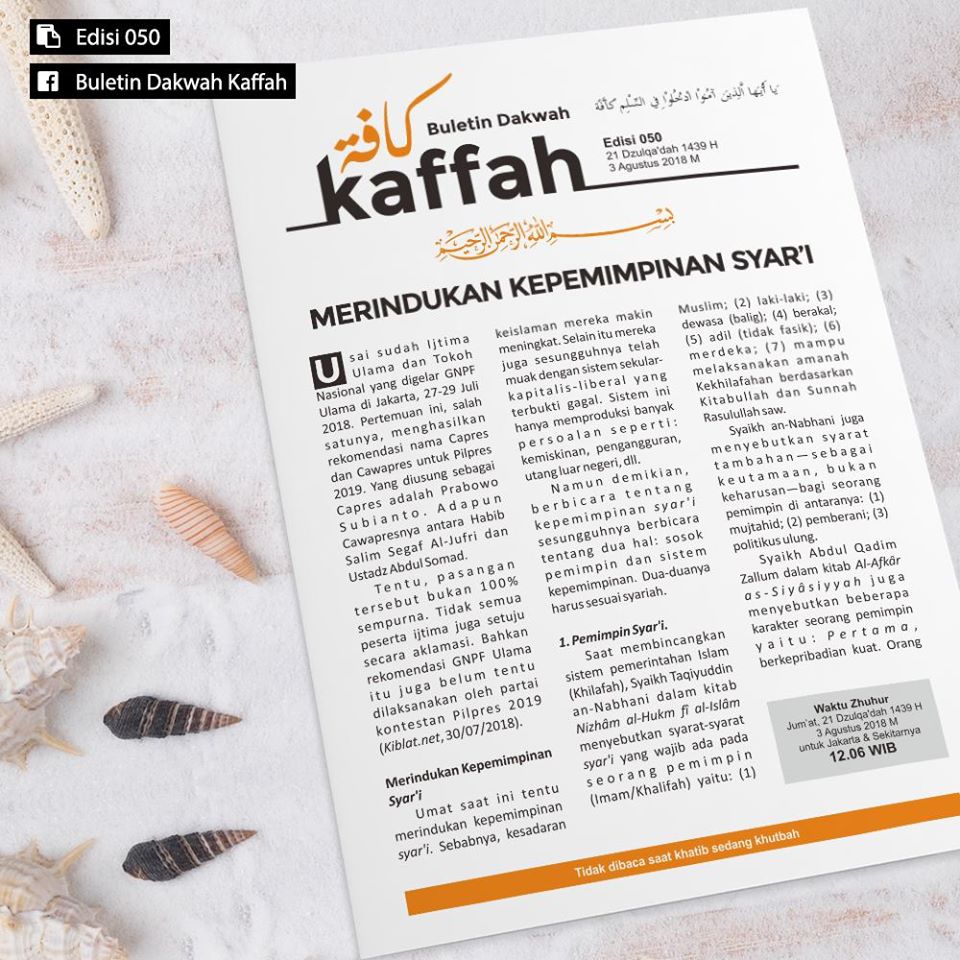 Edisi 050
Buletin Dakwah Kaffah
كافة
Buletin Dakwah
kaffah
يَا أَيُّهَا الَّذِينَ آمَنُوا ادْخُلُوا فِي السِّلْمِ كَافَّةً
Edisi 050
21 Dzulqa'dah 1439 H
3 Agustus 2018 M
بِسْمِ اللهِ الرَّحْمَنِ الرَّحِيْمِ
MERINDUKAN KEPEMIMPINAN SYAR'I
Usai sudah Ijtima
Ulama dan Tokoh
Nasional yang digelar GNPF
Ulama di Jakarta, 27-29 Juli
2018. Pertemuan ini, salah
satunya, menghasilkan
rekomendasi nama Capres
dan Cawapres untuk Pilpres
2019. Yang diusung sebagai
Capres adalah Prabowo
Subianto. Adapun
Cawapresnya antara Habib
Salim Segaf Al-Jufri dan
Ustadz Abdul Somad.
Tentu, pasangan
tersebut bukan 100%
sempurna. Tidak semua
peserta ijtima juga setuju
secara aklamasi. Bahkan
rekomendasi GNPF Ulama
itu juga belum tentu
dilaksanakan oleh partai
kontestan Pilpres 2019
(Kiblat.net, 30/07/2018).
Merindukan Kepemimpinan
Syar'i
Umat saat ini tentu
merindukan kepemimpinan
syar'i. Sebabnya, kesadaran
keislaman mereka makin
meningkat. Selain itu mereka
juga sesungguhnya telah
muak dengan sistem sekular-
kapitalis-liberal yang
terbukti gagal. Sistem ini
hanya memproduksi banyak
persoalan seperti:
kemiskinan, pengangguran,
utang luar negeri, dll.
Namun demikian,
berbicara tentang
kepemimpinan syar'i
sesungguhnya berbicara
tentang dua hal: sosok
pemimpin dan sistem
kepemimpinan. Dua-duanya
harus sesuai syariah.
1. Pemimpin Syar'i.
Saat membincangkan
sistem pemerintahan Islam
(Khilafah), Syaikh Taqiyuddin
an-Nabhani dalam kitab
Nizhâm al-Hukm fî al-Islâm
menyebutkan syarat-syarat
syar'i yang wajib ada pada
seorang pemimpin
(Imam/Khalifah) yaitu: (1)
Muslim; (2) laki-laki; (3)
dewasa (balig); (4) berakal;
(5) adil (tidak fasik); (6)
merdeka; (7) mampu
melaksanakan amanah
Kekhilafahan berdasarkan
Kitabullah dan Sunnah
Rasulullah saw.
Syaikh an-Nabhani juga
menyebutkan syarat
tambahan—sebagai
keutamaan, bukan
keharusan—bagi seorang
pemimpin di antaranya: (1)
mujtahid; (2) pemberani; (3)
politikus ulung.
Syaikh Abdul Qadim
Zallum dalam kitab Al-Afkâr
as-Siyâsiyyah juga
menyebutkan beberapa
karakter seorang pemimpin
yaitu: Pertama,
berkepribadian kuat. Orang
Waktu Zhuhur
Jum'at, 21 Dzulqa'dah 1439 H
3 Agustus 2018 M
untuk Jakarta & Sekitarnya
12.06 WIB
Tidak dibaca saat khatib sedang khutbah